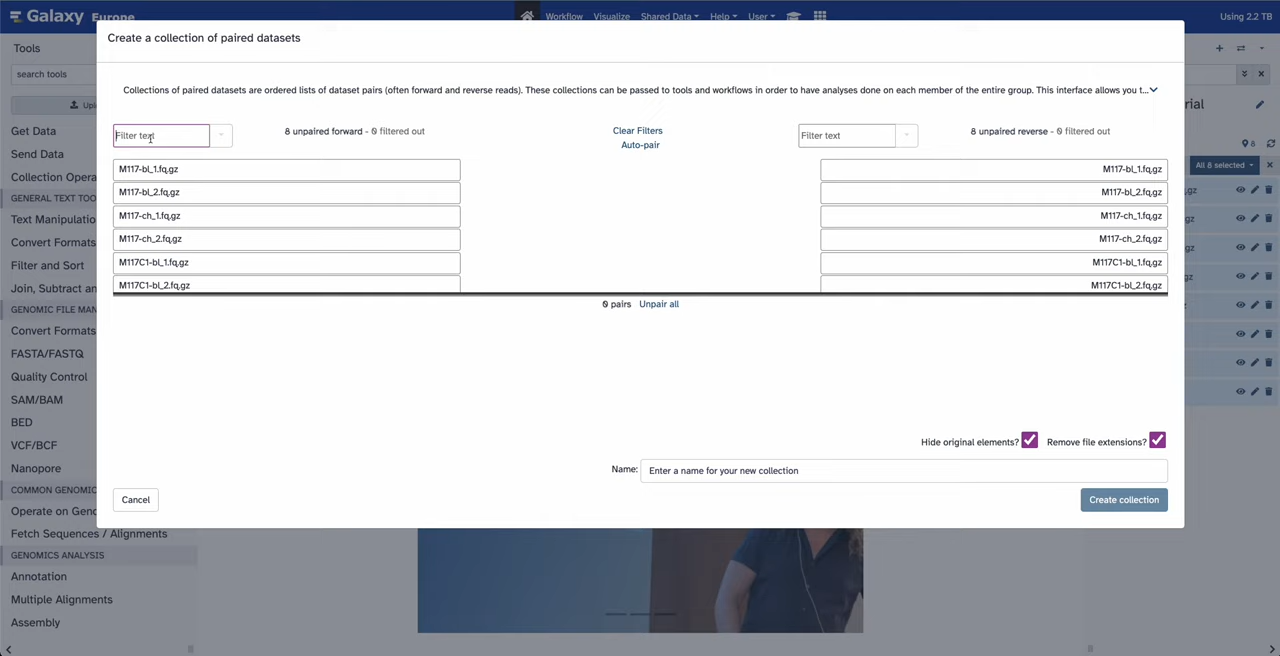 Galaxy Europe
Workflow Visualize Shared Data Help User
Using 2.2 TB
Tools
Create a collection of paired datasets
search tools
Collections of paired datasets are ordered lists of dataset pairs (often forward and reverse reads). These collections can be passed to tools and workflows in order to have analyses done on each member of the entire group. This interface allows you t...
Filter text
8 unpaired forward - 0 filtered out
Clear Filters
Auto-pair
Filter text
8 unpaired reverse - 0 filtered out
All 8 selected
8
M117-bl_1.fq.gz
M117-bl_2.fq.gz
M117-ch_1.fq.gz
M117-ch_2.fq.gz
M117C1-bl_1.fq.gz
M117C1-bl_2.fq.gz
M117-bl_1.fq.gz
M117-bl_2.fq.gz
M117-ch_1.fq.gz
M117-ch_2.fq.gz
M117C1-bl_1.fq.gz
M117C1-bl_2.fq.gz
0 pairs Unpair all
Hide original elements? Remove file extensions?
Name: Enter a name for your new collection
Cancel
Create collection
Get Data
Send Data
Collection Opera
GENERAL TEXT TOO
Text Manipulatio
Convert Formats
Filter and Sort
Join, Subtract an
GENOMIC FILE MAN
Convert Formats
FASTA/FASTQ
Quality Control
SAM/BAM
BED
VCF/BCF
Nanopore
COMMON GENOMIC
Operate on Geno
Fetch Sequences / Alignments
GENOMICS ANALYSIS
Annotation
Multiple Alignments
Assembly